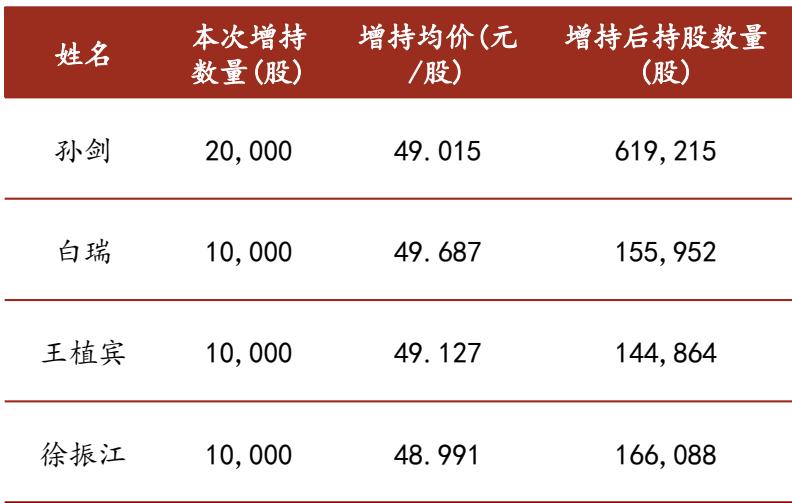 姓名 本次增持 增持均价(元 增持后持股数量
数量(股) /股) (股)
孙剑 20,000 49.015 619,215
白瑞 10,000 49.687 155,952
王植宾 10,000 49.127 144,864
徐振江 10,000 48.991 166,088